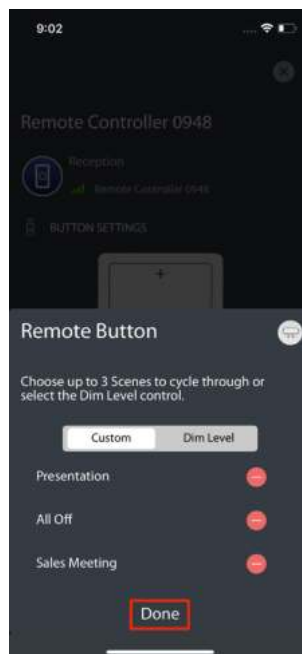 9:02
Remote Controller 0948
Reception
Remote Controller 0948
BUTTON SETTINGS
Remote Button
Choose up to 3 Scenes to cycle through or
select the Dim Level control.
Custom Dim Level
Presentation
All Off
Sales Meeting
Done